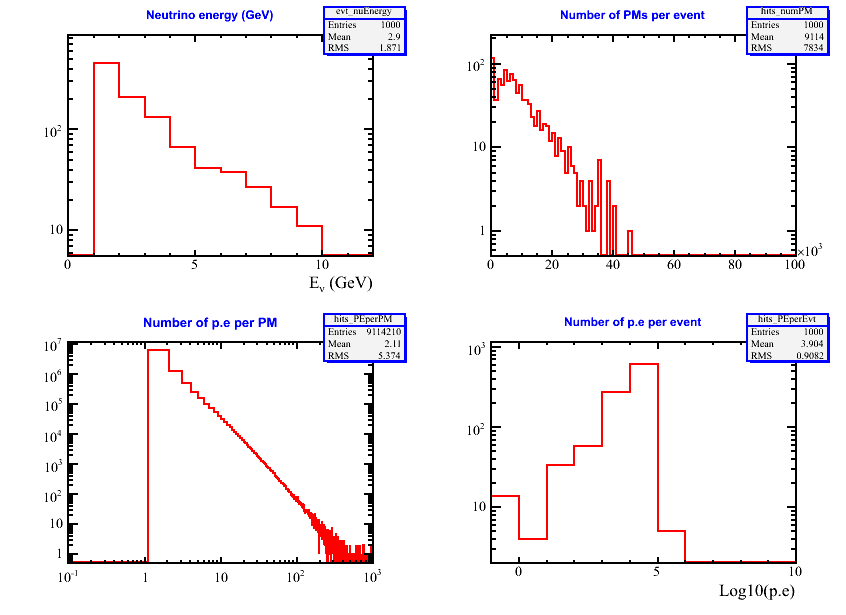 Neutrino energy (GeV)
evt_nuEnergy
Entries 1000
Mean 2.9
RMS 1.871
10²
10
0 5 10
Eν (GeV)
Number of PMs per event
hits_numPM
Entries 1000
Mean 9114
RMS 7834
10²
10
1
0 20 40 60 80 100
×10³
Number of p.e per PM
hits_PEperPM
Entries 9114210
Mean 2.11
RMS 5.374
10⁷
10⁶
10⁵
10⁴
10³
10²
10
1
10⁻¹ 1 10 10² 10³
Number of p.e per event
hits_PEperEvt
Entries 1000
Mean 3.904
RMS 0.9082
10³
10²
10
0 5 10
Log10(p.e)